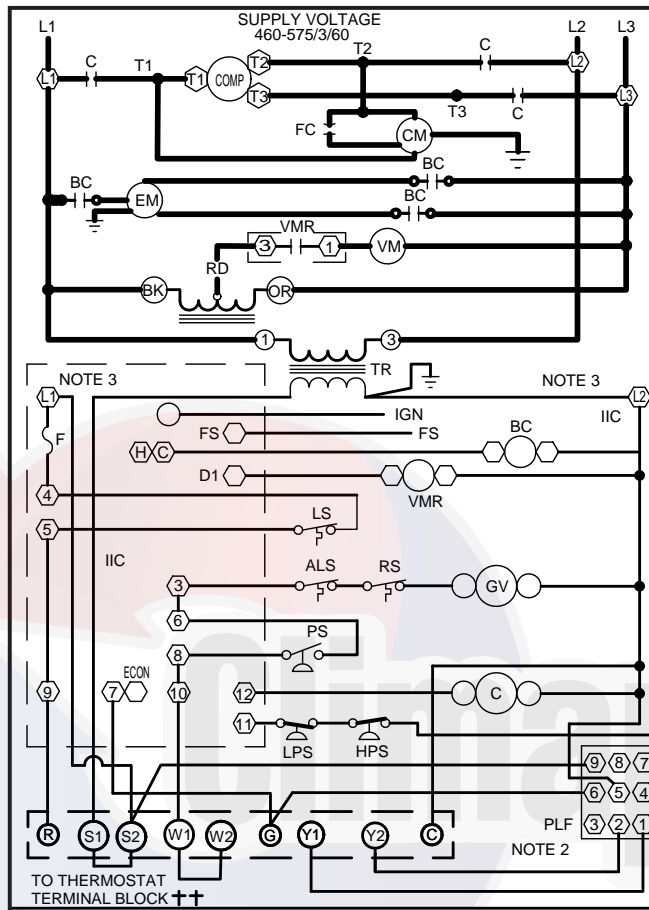 SUPPLY VOLTAGE
460-575/3/60
L1
L2
L3
L1
C
T1
T1
COMP
T2
T2
C
L2
T3
T3
C
L3
FC
CM
BC
EM
BC
BC
VMR
3
1
VM
RD
BK
OR
1
3
TR
NOTE 3
NOTE 3
L1
L2
IGN
IIC
FS
FS
BC
F
H
C
D1
VMR
4
LS
5
IIC
ALS
RS
3
GV
6
PS
ECON
8
7
9
10
12
C
11
LPS
HPS
9
8
7
6
5
4
3
2
1
PLF
NOTE 2
R
S1
S2
W1
W2
G
Y1
Y2
C
TO THERMOSTAT
TERMINAL BLOCK ††
Clima